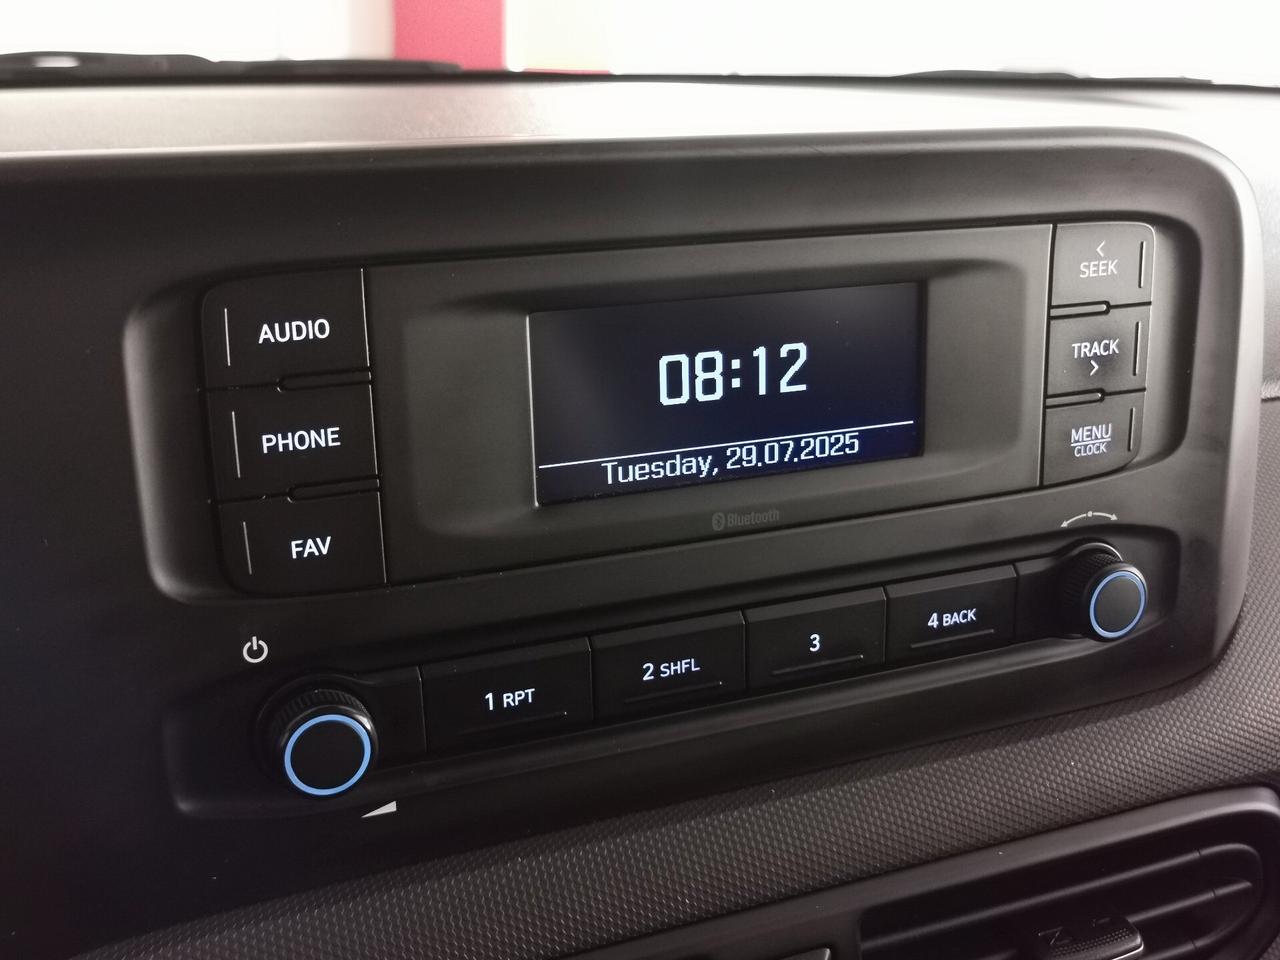 AUDIO
PHONE
FAV
08:12
Tuesday, 29.07.2025
Bluetooth
<
SEEK
TRACK
>
MENU
CLOCK
1 RPT
2 SHFL
3
4 BACK